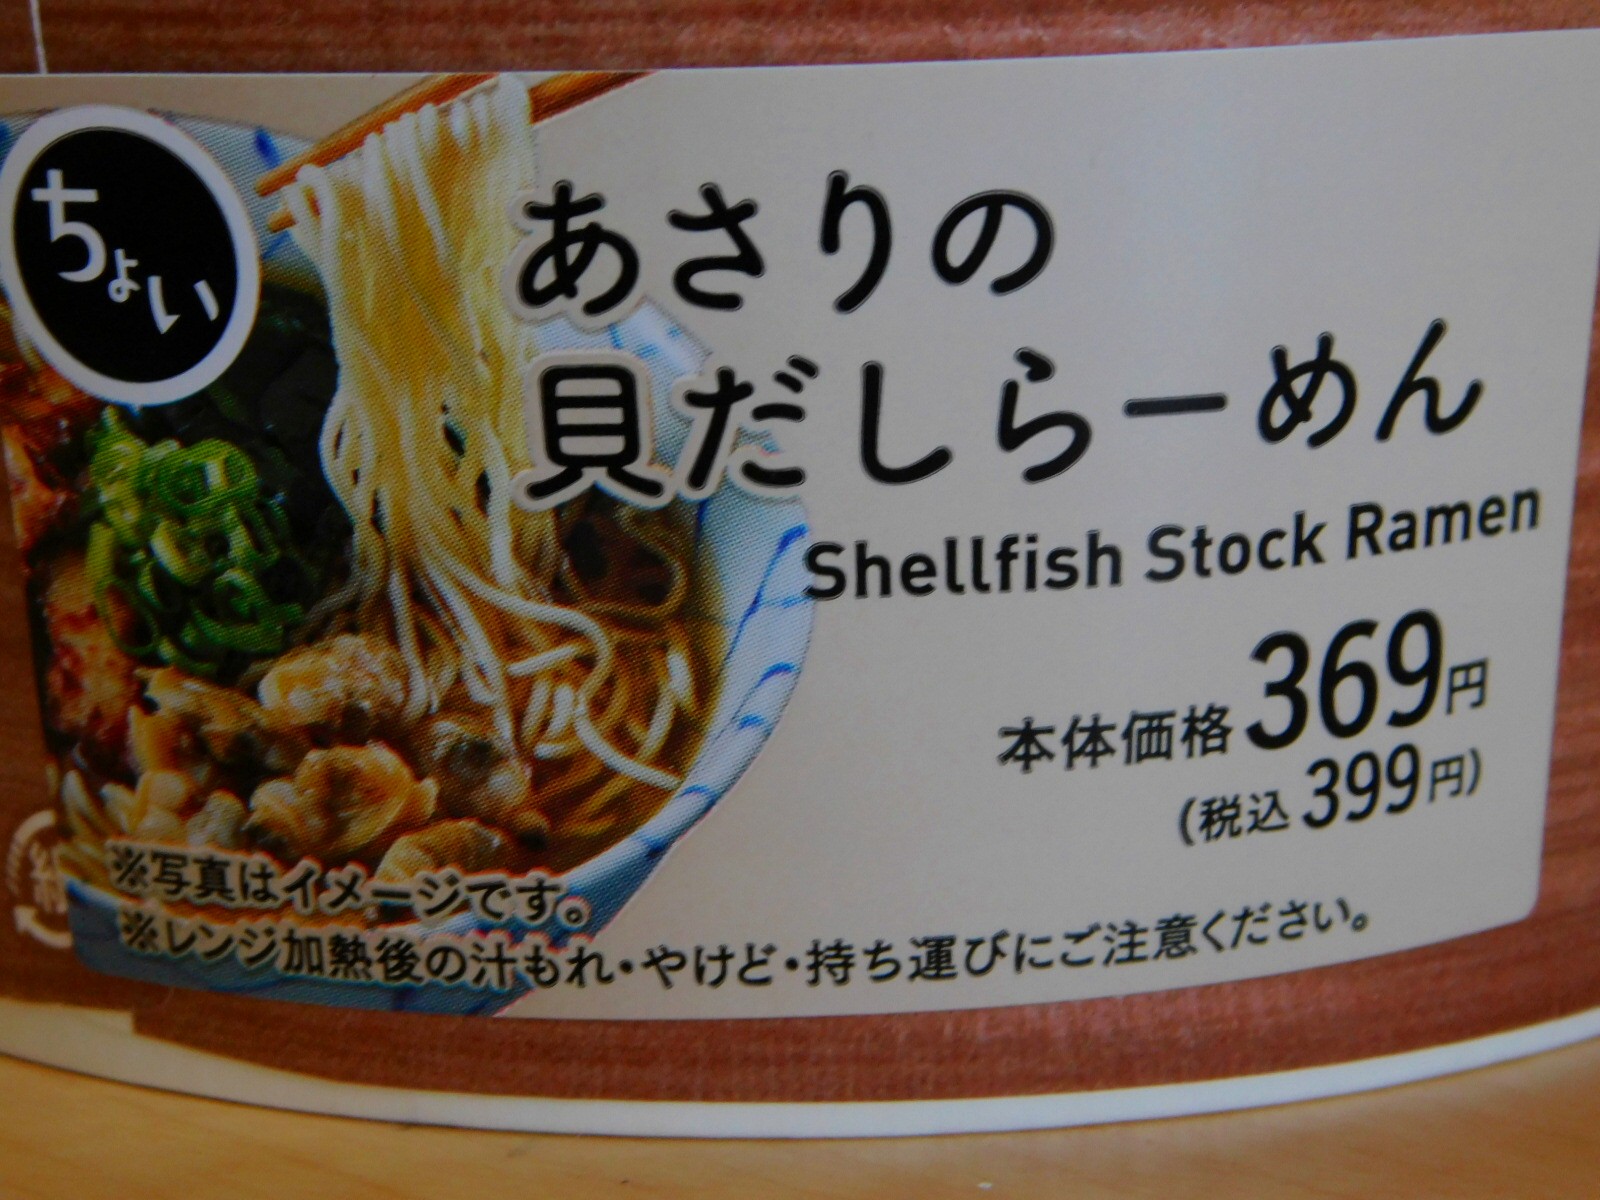 ちょい
あさりの
貝だしらーめん
Shellfish Stock Ramen
本体価格369円
(税込399円)
※写真はイメージです。
※レンジ加熱後の汁もれ・やけど・持ち運びにご注意ください。